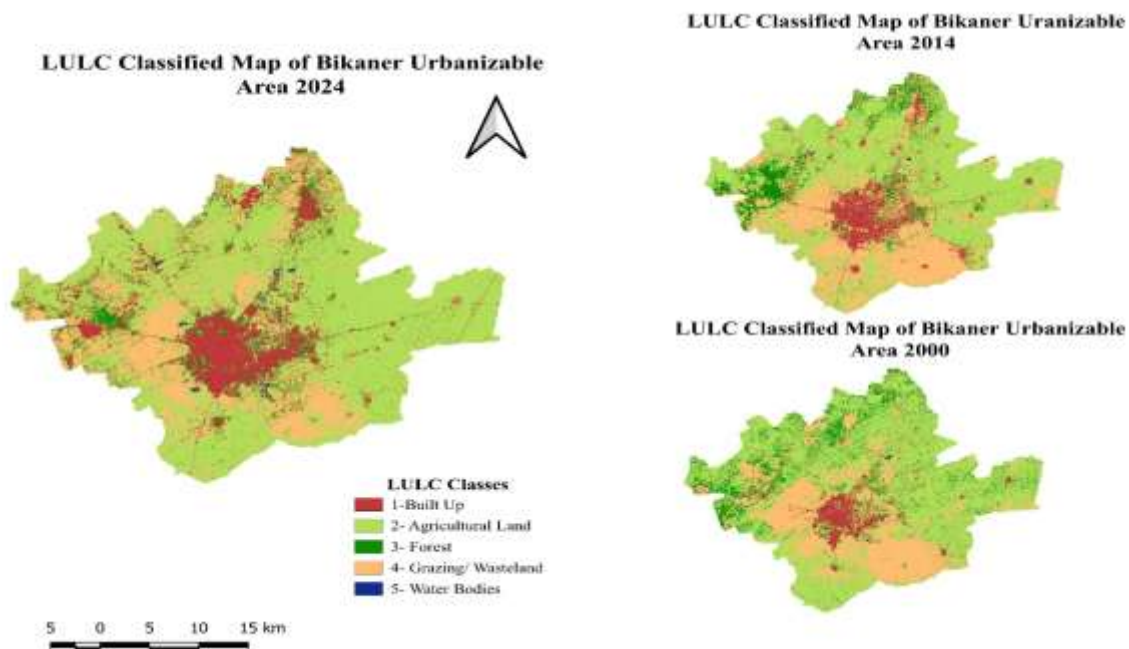 LULC Classified Map of Bikaner Urbanizable
Area 2024
LULC Classes
1-Built Up
2- Agricultural Land
3- Forest
4- Grazing/ Wasteland
5- Water Bodies
5 0 5 10 15 km
LULC Classified Map of Bikaner Uranizable
Area 2014
LULC Classified Map of Bikaner Urbanizable
Area 2000